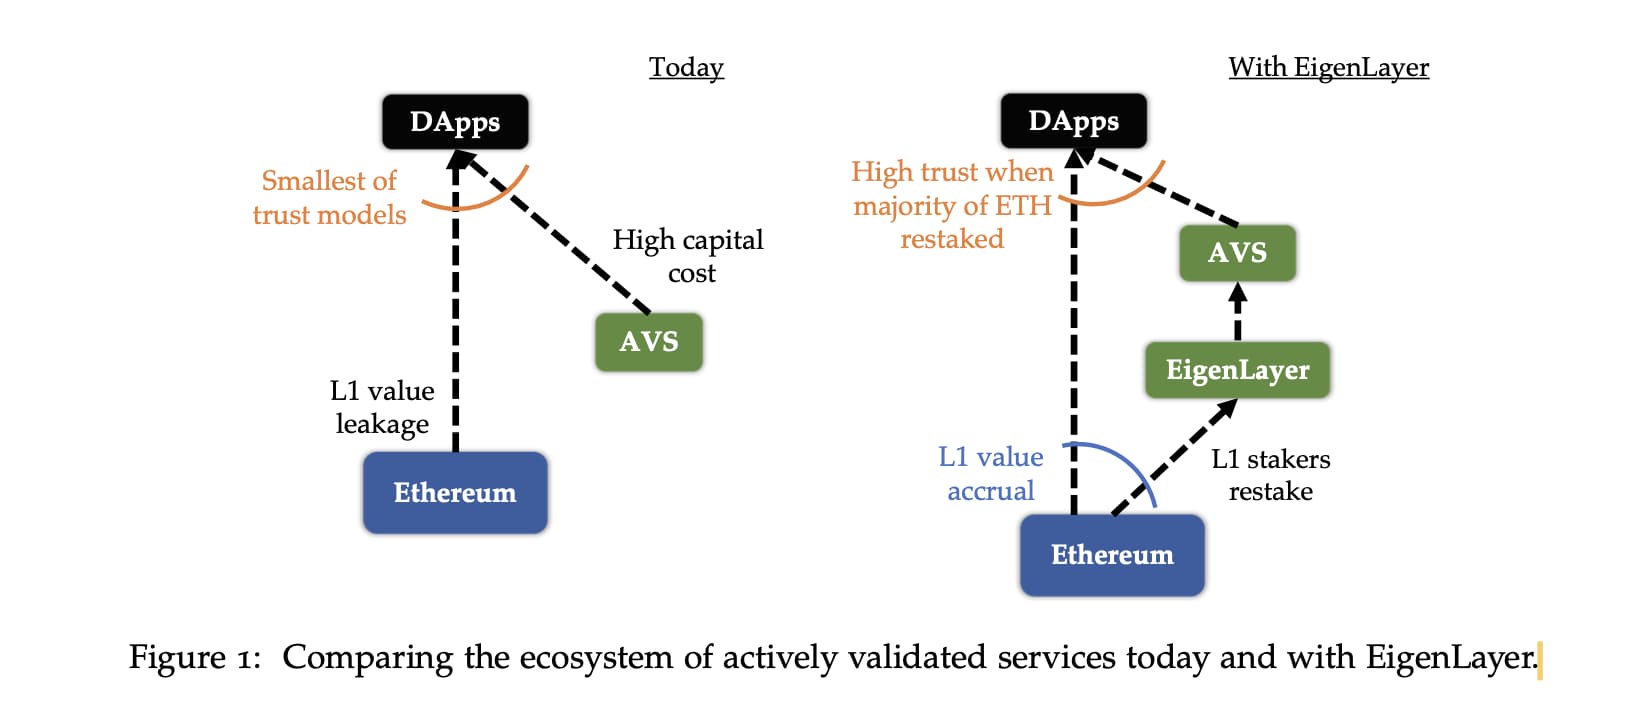 Today
DApps
Smallest of
trust models
High capital
cost
AVS
L1 value
leakage
Ethereum
With EigenLayer
DApps
High trust when
majority of ETH
restaked
AVS
EigenLayer
L1 value
accrual
L1 stakers
restake
Ethereum
Figure 1: Comparing the ecosystem of actively validated services today and with EigenLayer.